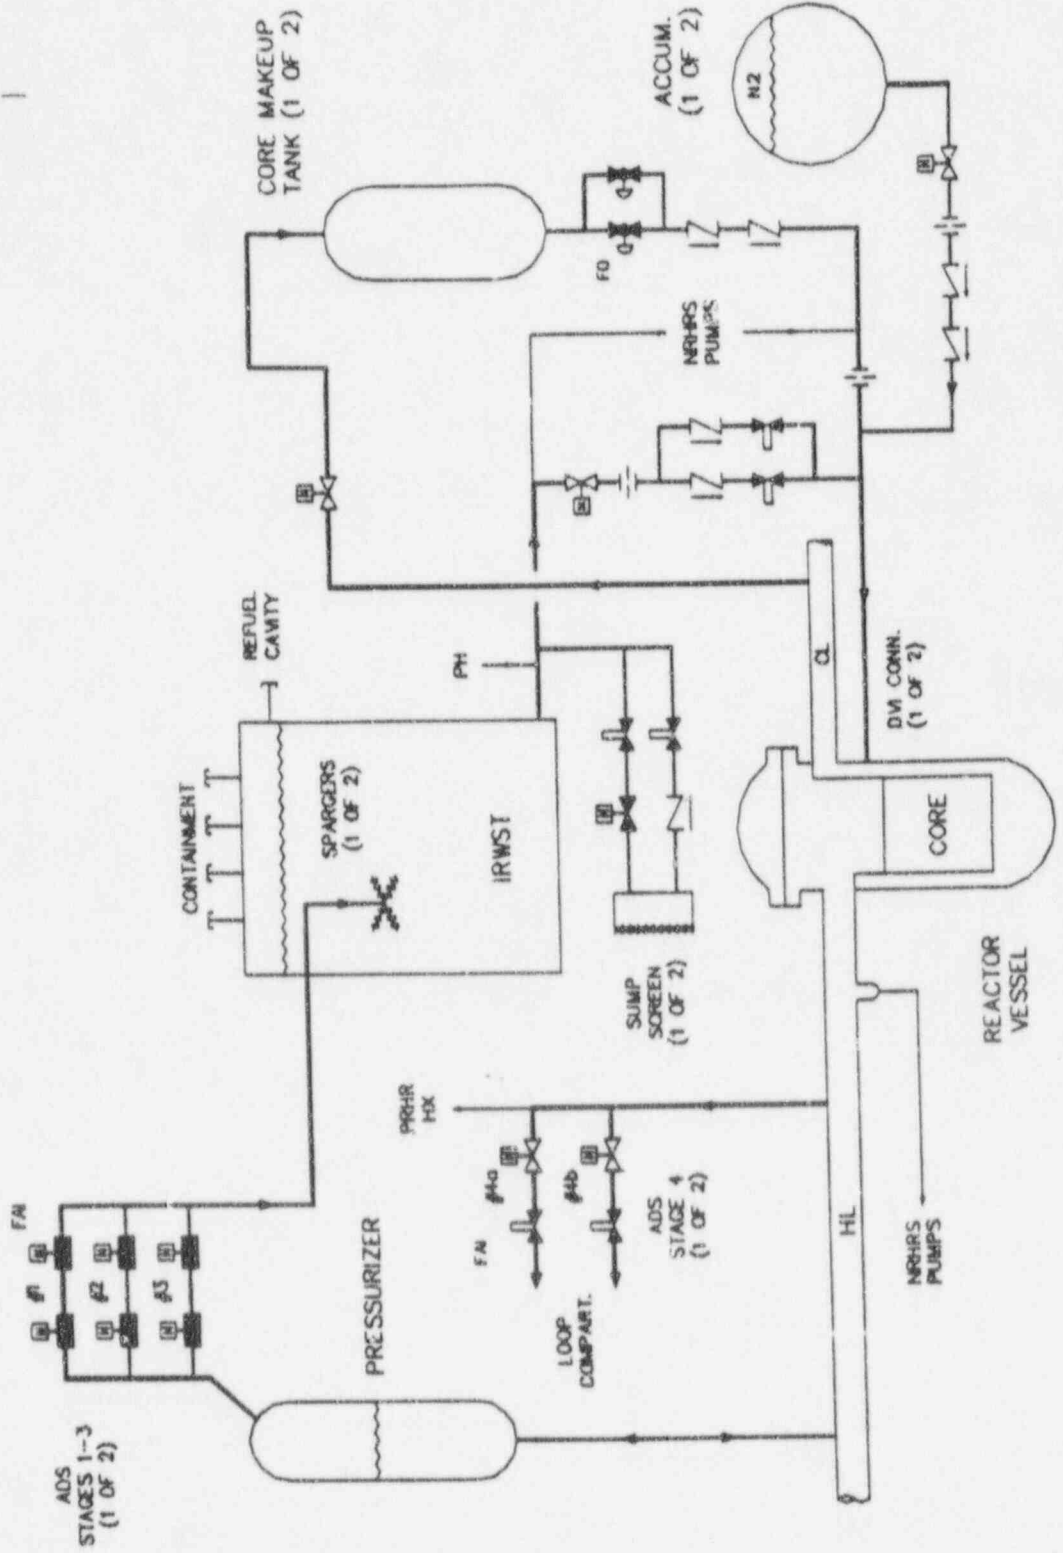 ADS
STAGES 1-3
(1 OF 2)
FAI
M
M
#1
M
M
#2
M
M
#3
PRESSURIZER
CONTAINMENT
REFUEL
CAVITY
SPARGERS
(1 OF 2)
IRWST
CORE MAKEUP
TANK (1 OF 2)
M
PRHR
HX
FAI
#4a
M
#4b
M
LOOP
COMPART.
ADS
STAGE 4
(1 OF 2)
PH
SUMP
SCREEN
(1 OF 2)
M
M
FO
NRHRS
PUMPS
ACCUM.
(1 OF 2)
N2
M
HL
CL
NRHRS
PUMPS
CORE
DVI CONN.
(1 OF 2)
REACTOR
VESSEL